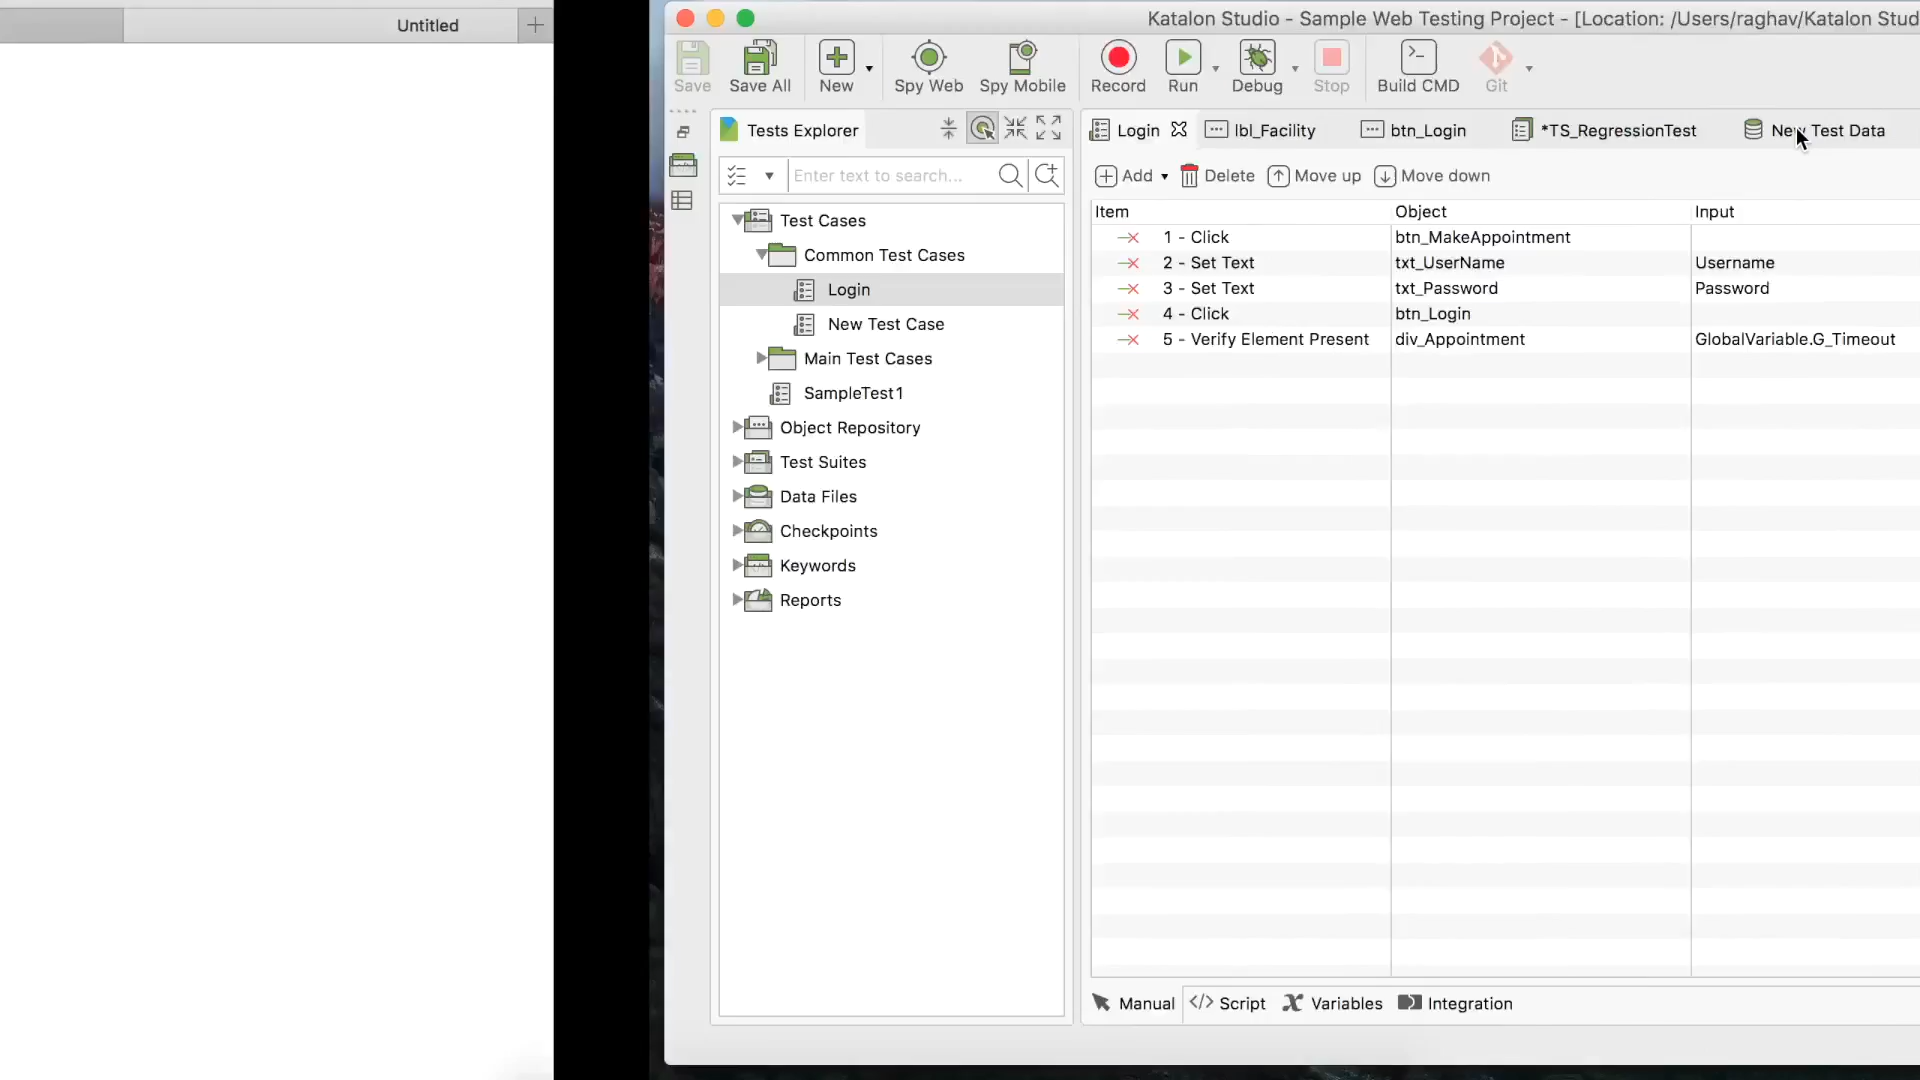 Untitled
Katalon Studio - Sample Web Testing Project - [Location: /Users/raghav/Katalon Stud
Save
Save All
New
Spy Web
Spy Mobile
Record
Run
Debug
Stop
Build CMD
Git
Tests Explorer
Login
lbl_Facility
btn_Login
*TS_RegressionTest
New Test Data
Enter text to search...
Add
Delete
Move up
Move down
Test Cases
Common Test Cases
Login
New Test Case
Main Test Cases
SampleTest1
Object Repository
Test Suites
Data Files
Checkpoints
Keywords
Reports
Item Object Input
1 - Click btn_MakeAppointment
2 - Set Text txt_UserName Username
3 - Set Text txt_Password Password
4 - Click btn_Login
5 - Verify Element Present div_Appointment GlobalVariable.G_Timeout
Manual
Script
Variables
Integration